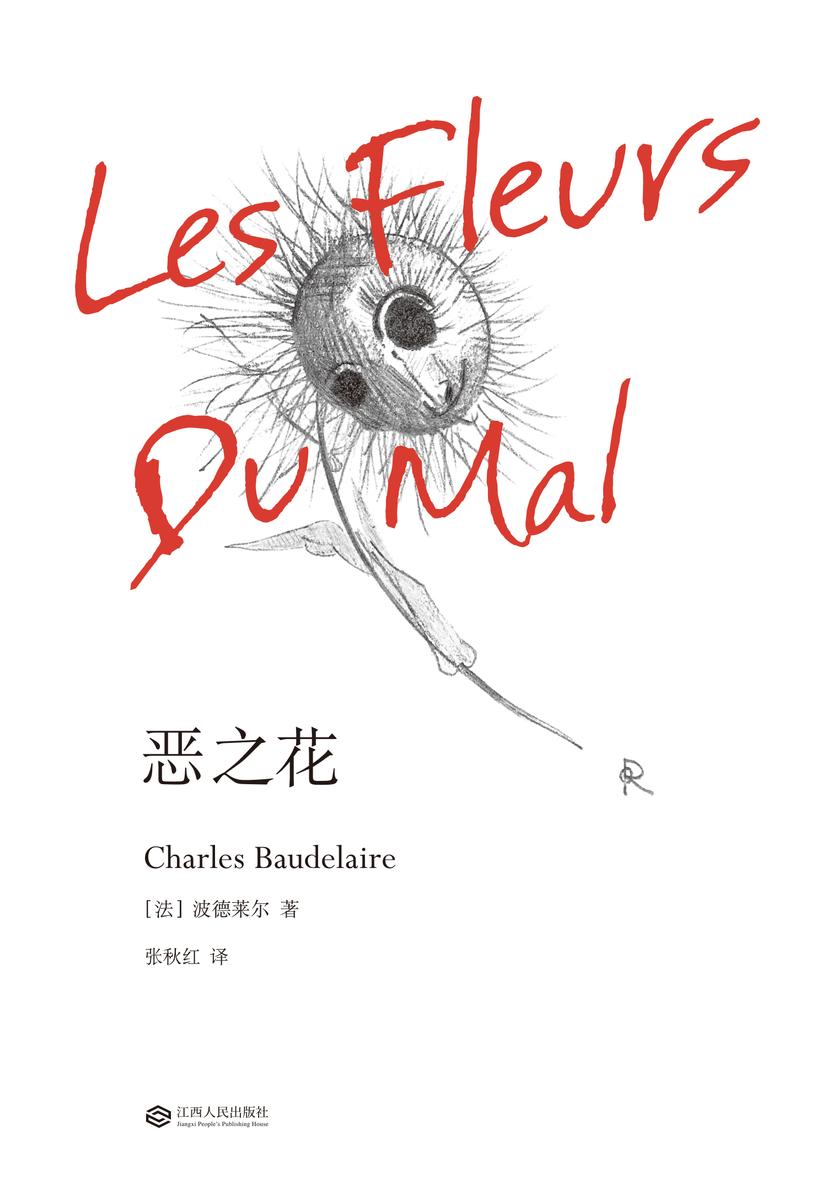 Les Fleurs
Du Mal
恶之花
R
Charles Baudelaire
[法] 波德莱尔 著
张秋红 译
江西人民出版社
Jiangxi People's Publishing House